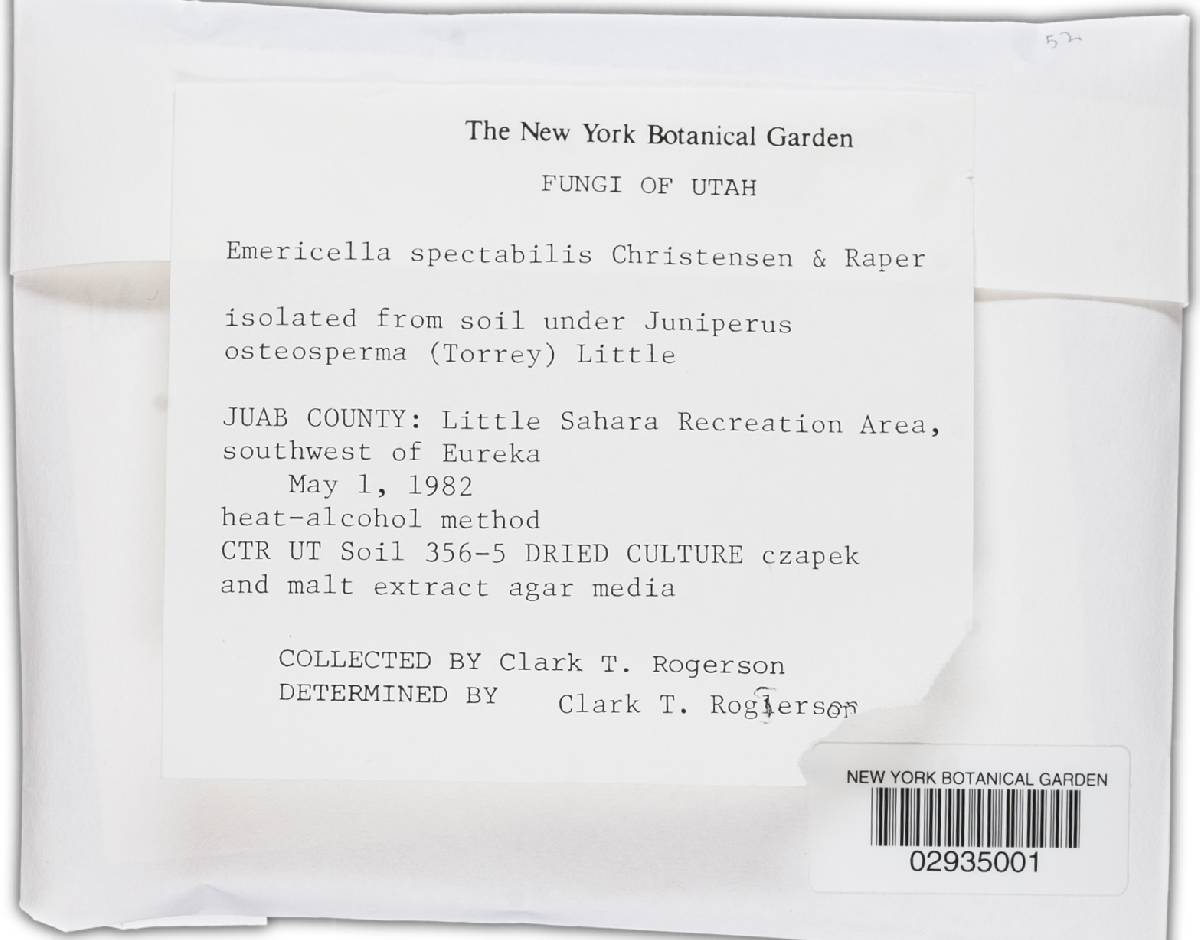 52
The New York Botanical Garden
FUNGI OF UTAH
Emericella spectabilis Christensen & Raper
isolated from soil under Juniperus
osteosperma (Torrey) Little
JUAB COUNTY: Little Sahara Recreation Area,
southwest of Eureka
May 1, 1982
heat-alcohol method
CTR UT Soil 356-5 DRIED CULTURE czapek
and malt extract agar media
COLLECTED BY Clark T. Rogerson
DETERMINED BY Clark T. Rogerson
NEW YORK BOTANICAL GARDEN
02935001